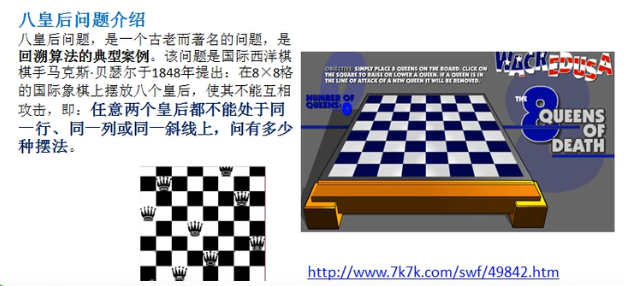 八皇后问题介绍
八皇后问题，是一个古老而著名的问题，是
回溯算法的典型案例。该问题是国际西洋棋
棋手马克斯·贝瑟尔于1848年提出：在8×8格
的国际象棋上摆放八个皇后，使其不能互相
攻击，即：任意两个皇后都不能处于同
一行、同一列或同一斜线上，问有多少
种摆法。
WACKEDUSA
OBJECTIVE: SIMPLY PLACE 8 QUEENS ON THE BOARD. CLICK ON
THE SQUARE TO RAISE OR LOWER A QUEEN. IF A QUEEN IS
IN THE LINE OF ATTACK OF A NEW QUEEN IT WILL BE REMOVED.
NUMBER OF
QUEENS: 0
THE 8 QUEENS
OF
DEATH
http://www.7k7k.com/swf/49842.htm